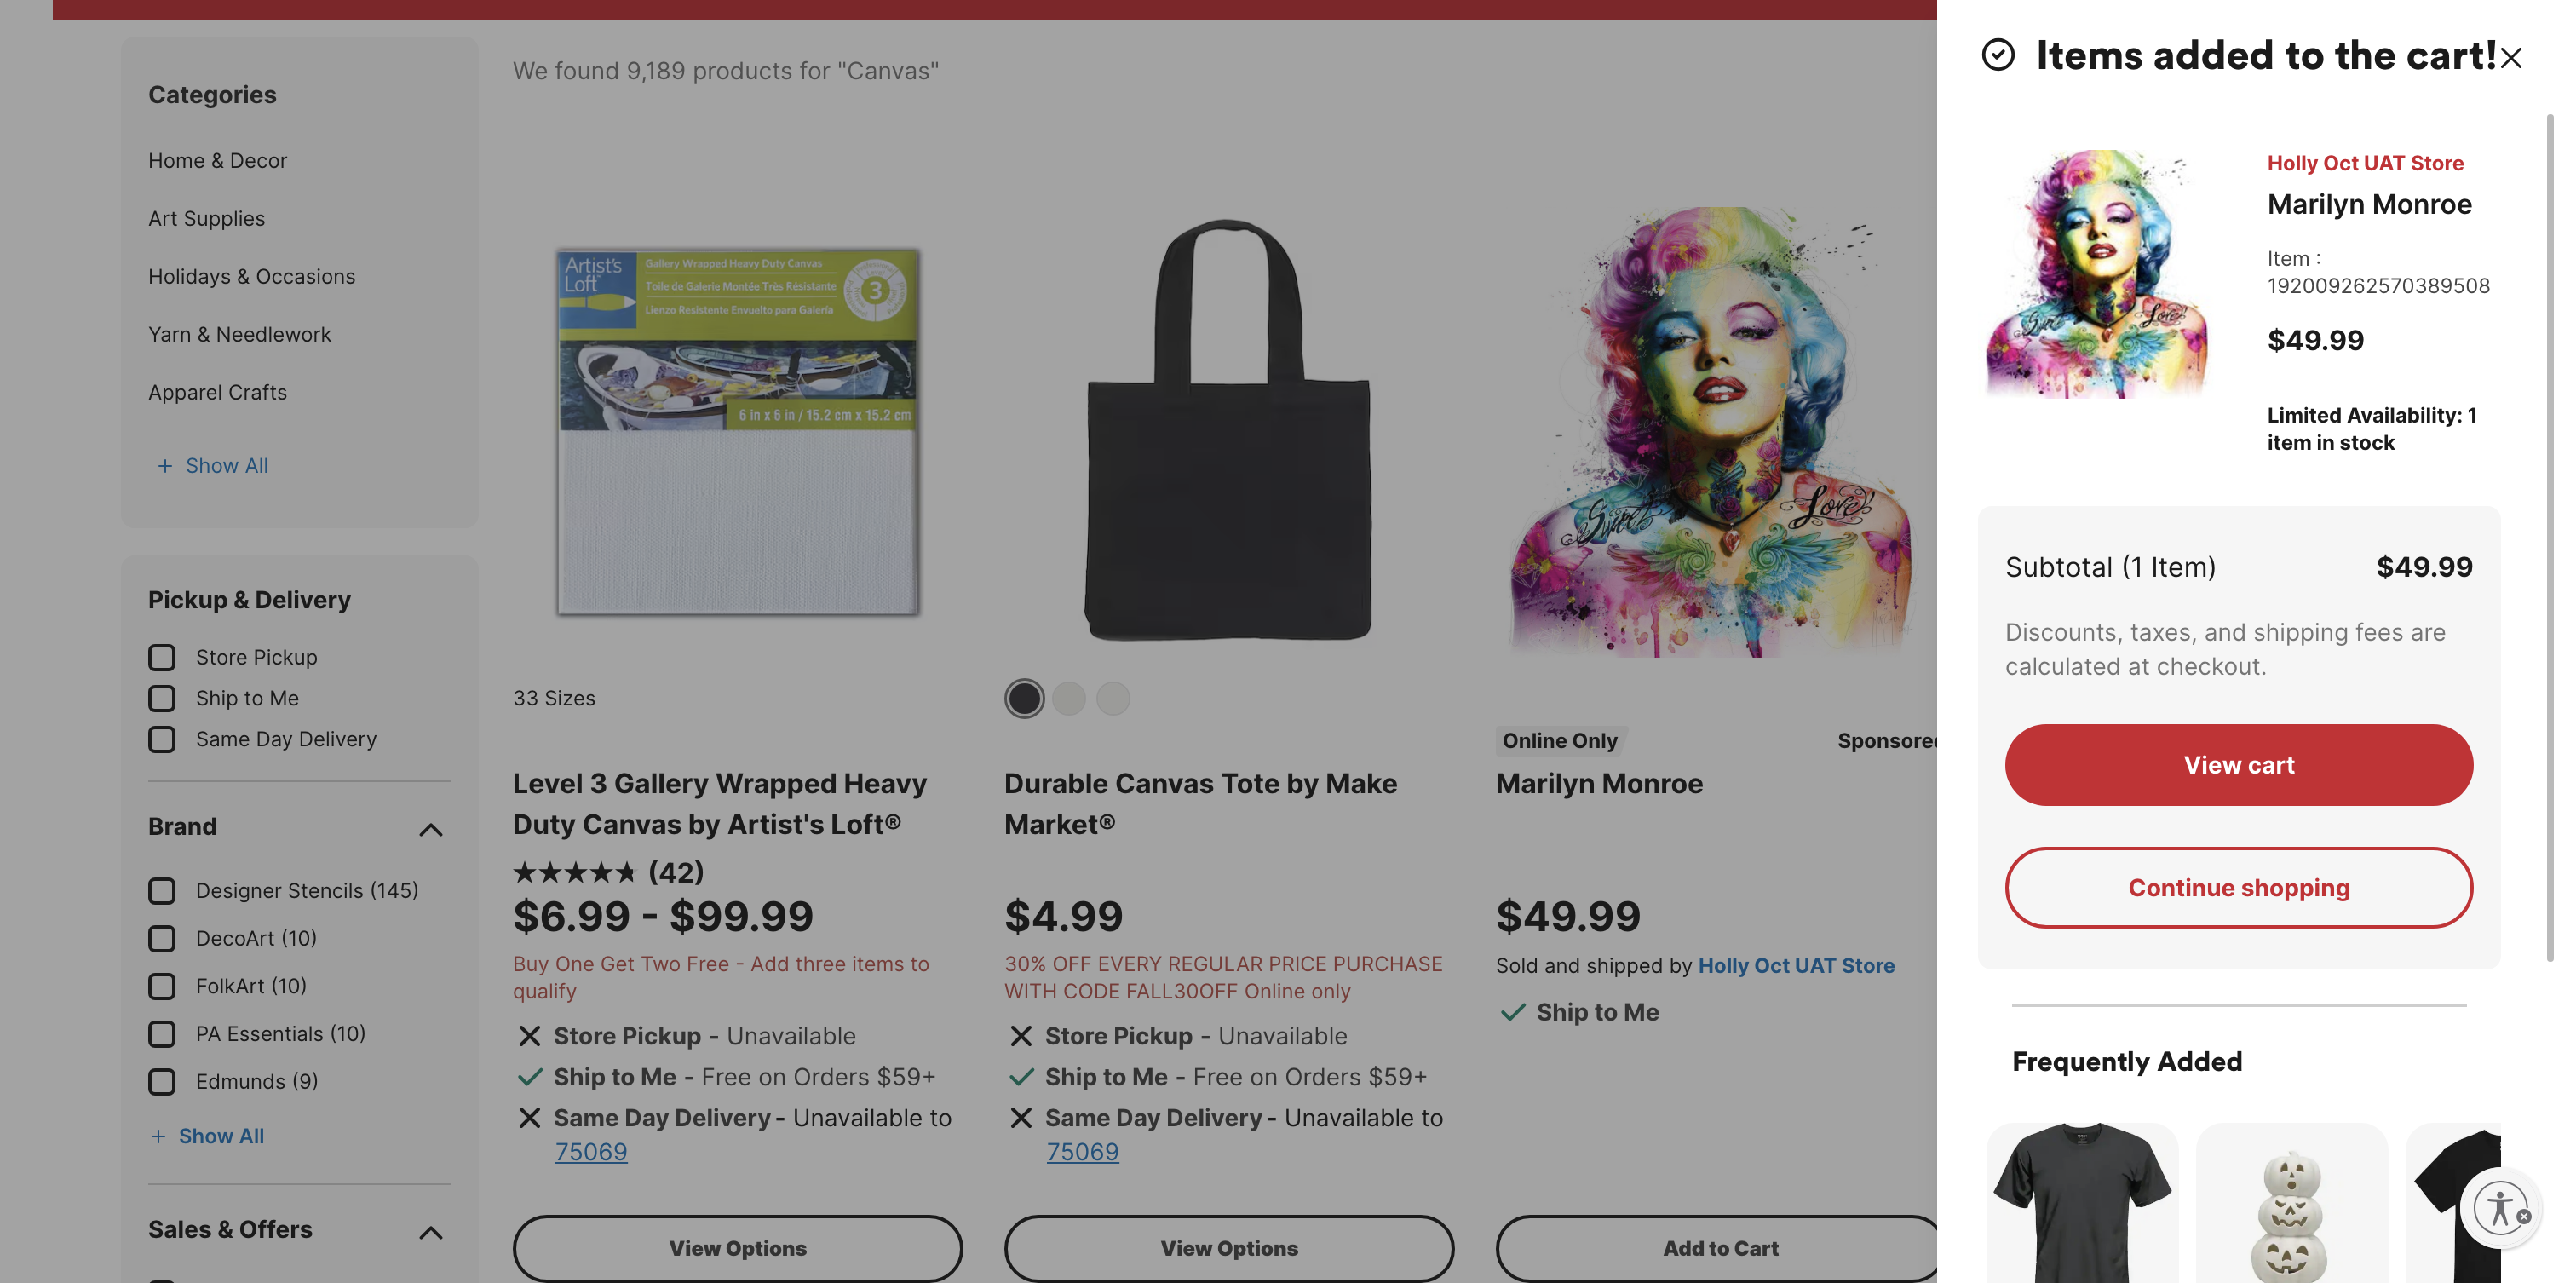 We found 9,189 products for "Canvas"
Categories
Home & Decor
Art Supplies
Holidays & Occasions
Yarn & Needlework
Apparel Crafts
+ Show All
Pickup & Delivery
Store Pickup
Ship to Me
Same Day Delivery
Brand
Designer Stencils (145)
DecoArt (10)
FolkArt (10)
PA Essentials (10)
Edmunds (9)
+ Show All
Sales & Offers
Artist's
Loft
Gallery Wrapped Heavy Duty Canvas
Toile de Galerie Montée Très Résistante
Lienzo Resistente Envuelto para Galería
3
6 in x 6 in / 15.2 cm x 15.2 cm
33 Sizes
Level 3 Gallery Wrapped Heavy
Duty Canvas by Artist's Loft®
(42)
$6.99 - $99.99
Buy One Get Two Free - Add three items to
qualify
Store Pickup - Unavailable
Ship to Me - Free on Orders $59+
Same Day Delivery - Unavailable to
75069
View Options
Durable Canvas Tote by Make
Market®
$4.99
30% OFF EVERY REGULAR PRICE PURCHASE
WITH CODE FALL30OFF Online only
Store Pickup - Unavailable
Ship to Me - Free on Orders $59+
Same Day Delivery - Unavailable to
75069
View Options
Sweet Love
Online Only
Sponsored
Marilyn Monroe
$49.99
Sold and shipped by Holly Oct UAT Store
Ship to Me
Add to Cart
Items added to the cart!
Sweet Love
Holly Oct UAT Store
Marilyn Monroe
Item :
192009262570389508
$49.99
Limited Availability: 1
item in stock
Subtotal (1 Item) $49.99
Discounts, taxes, and shipping fees are
calculated at checkout.
View cart
Continue shopping
Frequently Added